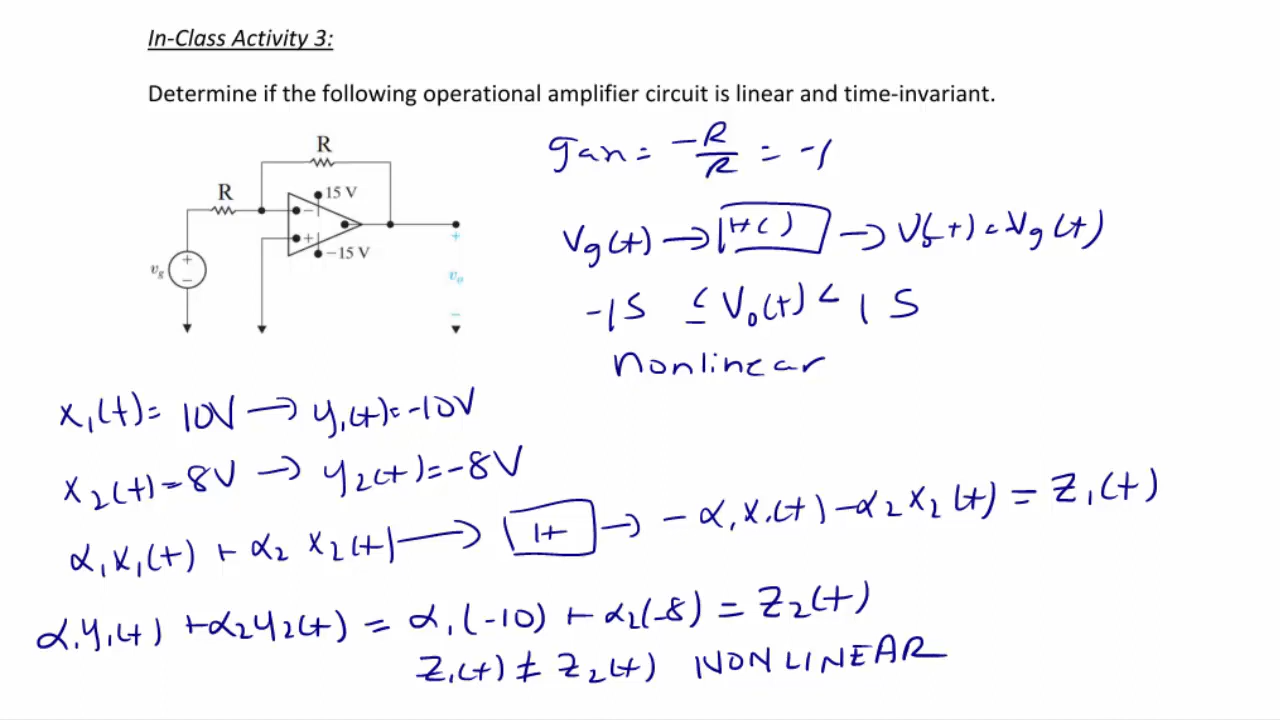 In-Class Activity 3:
Determine if the following operational amplifier circuit is linear and time-invariant.
R
R
15 V
−
+
−15 V
+
−
vg
+
vo
−
gan = -R/R = -1
Vg(t) → H( ) → Vo(t) = -Vg(t)
-15 ≤ Vo(t) < 15
Nonlinear
x₁(t) = 10V → y₁(t) = -10V
x₂(t) = 8V → y₂(t) = -8V
α₁x₁(t) + α₂x₂(t) → H → -α₁x₁(t) - α₂x₂(t) = Z₁(t)
α₁y₁(t) + α₂y₂(t) = α₁(-10) + α₂(-8) = Z₂(t)
Z₁(t) ≠ Z₂(t) NONLINEAR